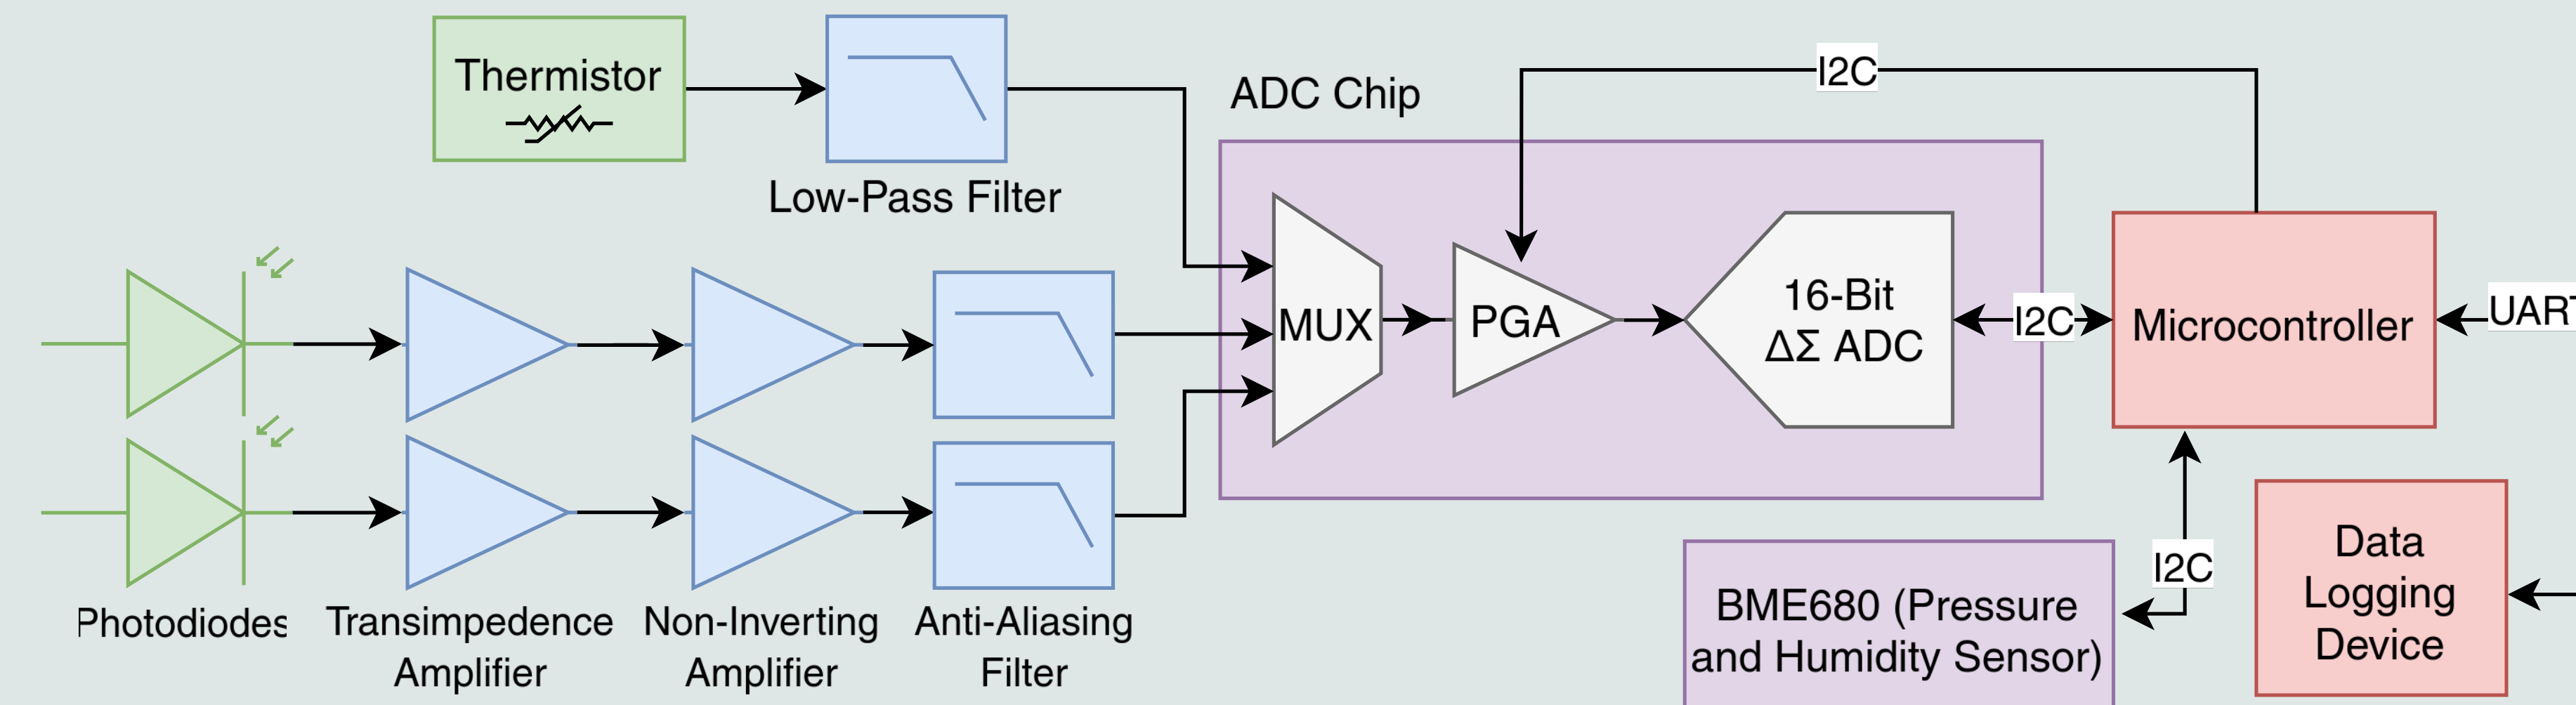 Thermistor
Low-Pass Filter
ADC Chip
I2C
MUX
PGA
16-Bit
ΔΣ ADC
I2C
Microcontroller
UART
I2C
BME680 (Pressure
and Humidity Sensor)
Data
Logging
Device
Photodiodes
Transimpedence
Amplifier
Non-Inverting
Amplifier
Anti-Aliasing
Filter